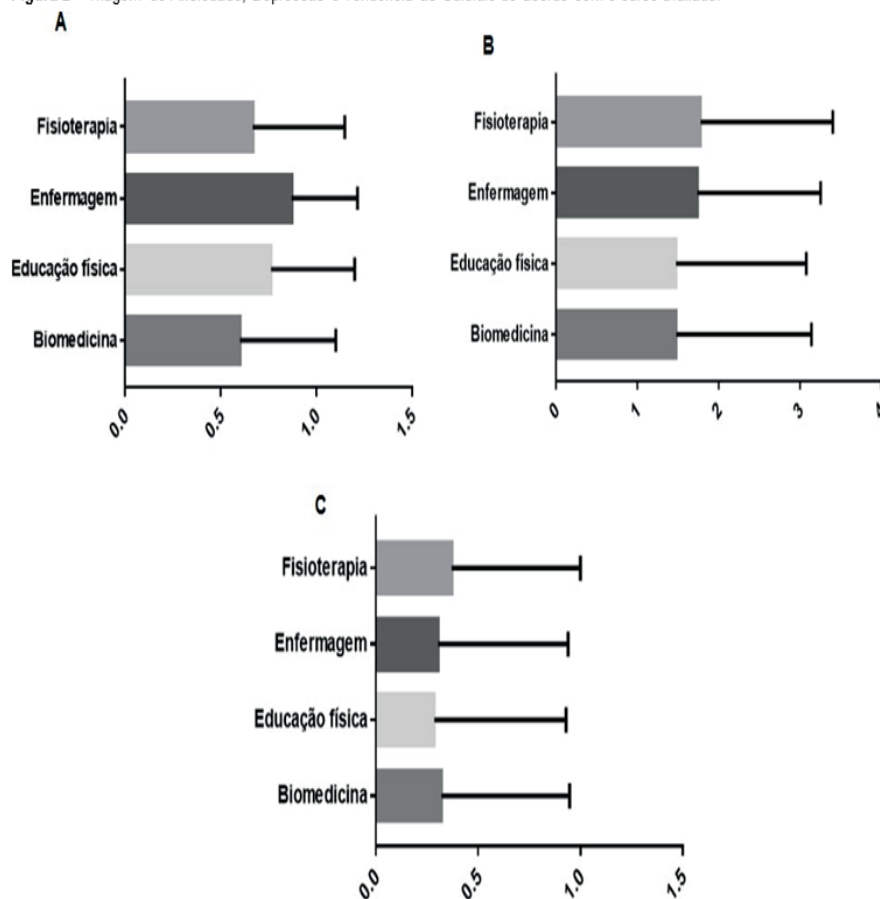 A
Fisioterapia
Enfermagem
Educação física
Biomedicina
0.0 0.5 1.0 1.5
B
Fisioterapia
Enfermagem
Educação física
Biomedicina
0 1 2 3 4
C
Fisioterapia
Enfermagem
Educação física
Biomedicina
0.0 0.5 1.0 1.5